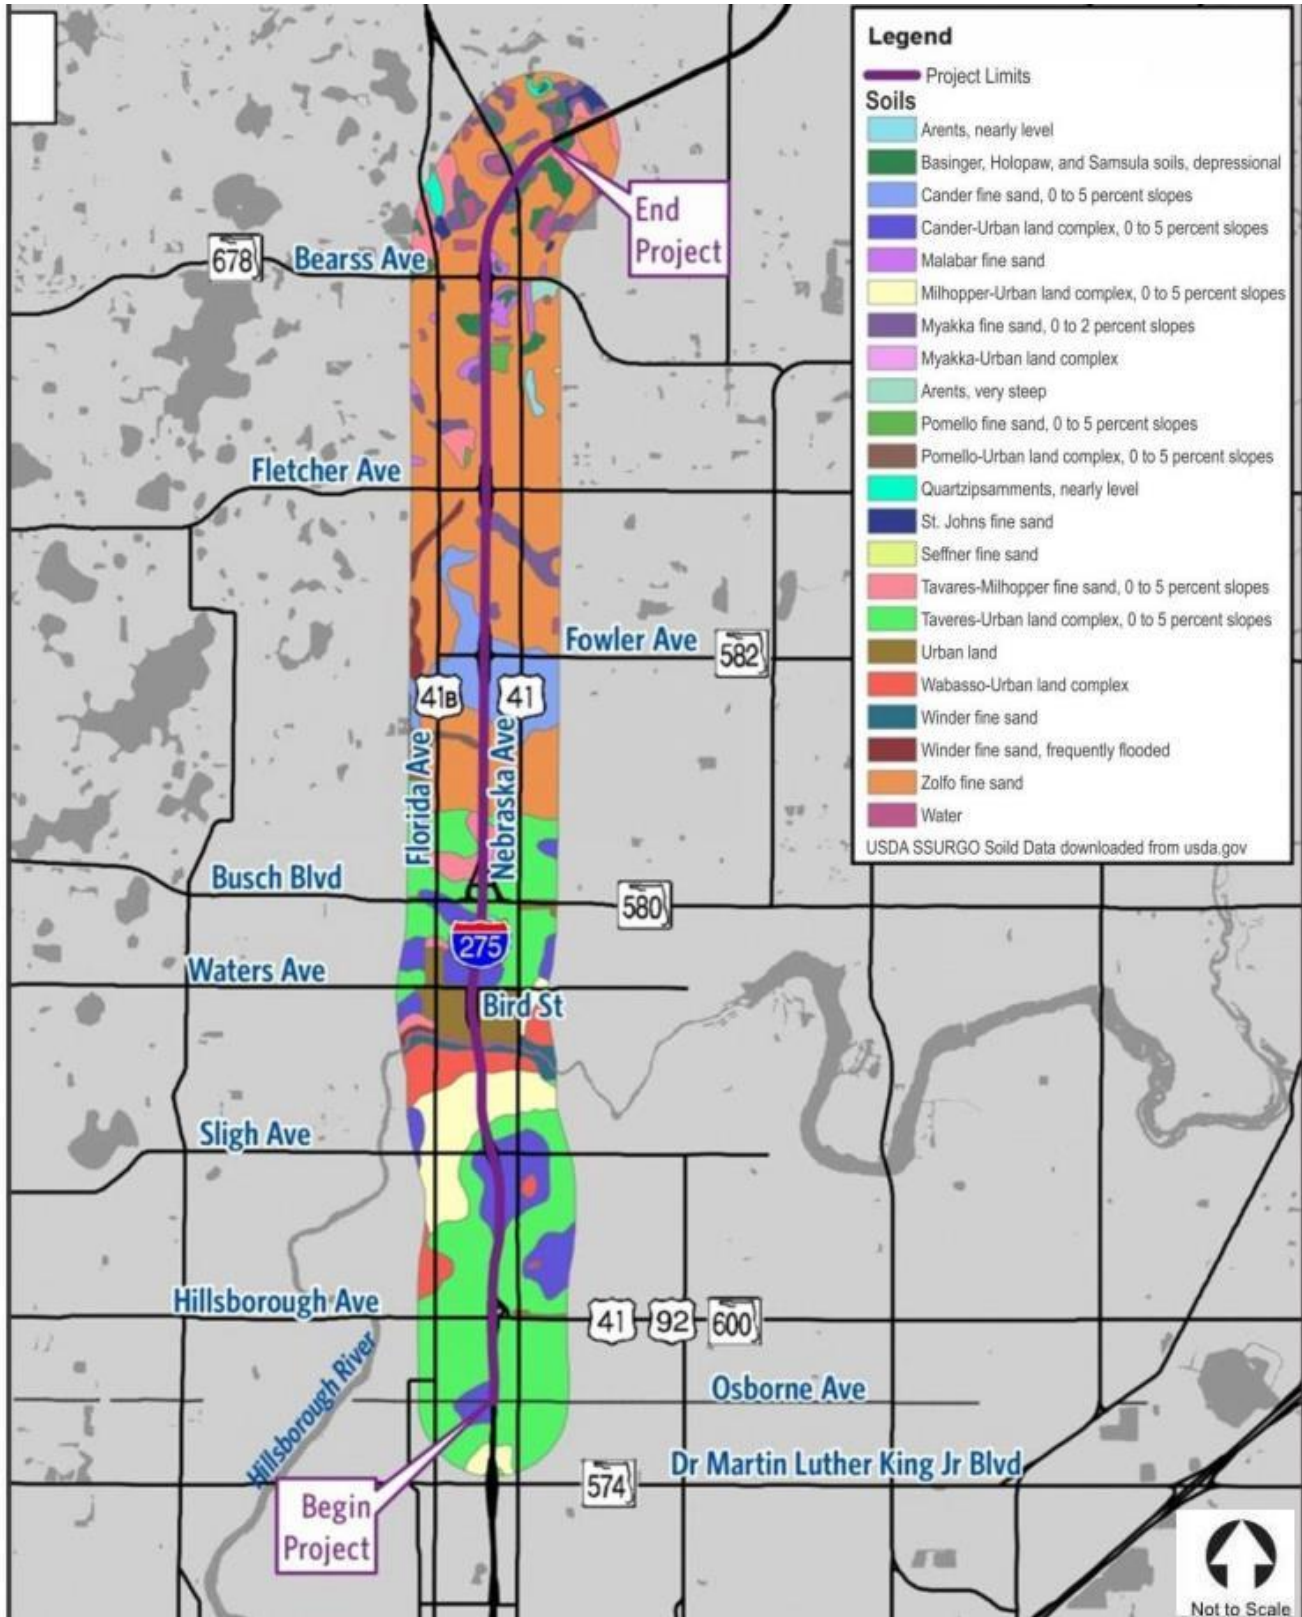 Legend
Project Limits
Soils
Arents, nearly level
Basinger, Holopaw, and Samsula soils, depressional
Cander fine sand, 0 to 5 percent slopes
Cander-Urban land complex, 0 to 5 percent slopes
Malabar fine sand
Milhopper-Urban land complex, 0 to 5 percent slopes
Myakka fine sand, 0 to 2 percent slopes
Myakka-Urban land complex
Arents, very steep
Pomello fine sand, 0 to 5 percent slopes
Pomello-Urban land complex, 0 to 5 percent slopes
Quartzipsamments, nearly level
St. Johns fine sand
Seffner fine sand
Tavares-Milhopper fine sand, 0 to 5 percent slopes
Taveres-Urban land complex, 0 to 5 percent slopes
Urban land
Wabasso-Urban land complex
Winder fine sand
Winder fine sand, frequently flooded
Zolfo fine sand
Water
USDA SSURGO Soild Data downloaded from usda.gov
End
Project
678
Bearss Ave
Fletcher Ave
Fowler Ave
582
41B
41
Florida Ave
Nebraska Ave
Busch Blvd
580
275
Waters Ave
Bird St
Sligh Ave
Hillsborough Ave
41
92
600
Hillsborough River
Osborne Ave
Dr Martin Luther King Jr Blvd
574
Begin
Project
Not to Scale